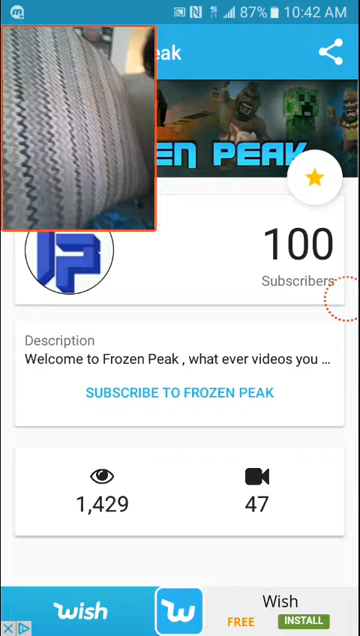 87% 10:42 AM
eak
ZEN PEAK
100
Subscribers
Description
Welcome to Frozen Peak , what ever videos you ...
SUBSCRIBE TO FROZEN PEAK
1,429
47
wish
w
Wish
FREE
INSTALL